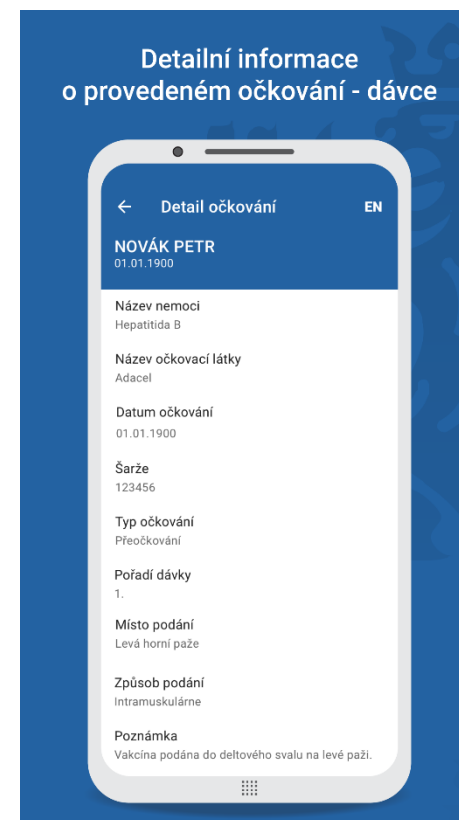 Detailní informace
o provedeném očkování - dávce
Detail očkování EN
NOVÁK PETR
01.01.1900
Název nemoci
Hepatitida B
Název očkovací látky
Adacel
Datum očkování
01.01.1900
Šarže
123456
Typ očkování
Přeočkování
Pořadí dávky
1.
Místo podání
Levá horní paže
Způsob podání
Intramuskulárne
Poznámka
Vakcína podána do deltového svalu na levé paži.